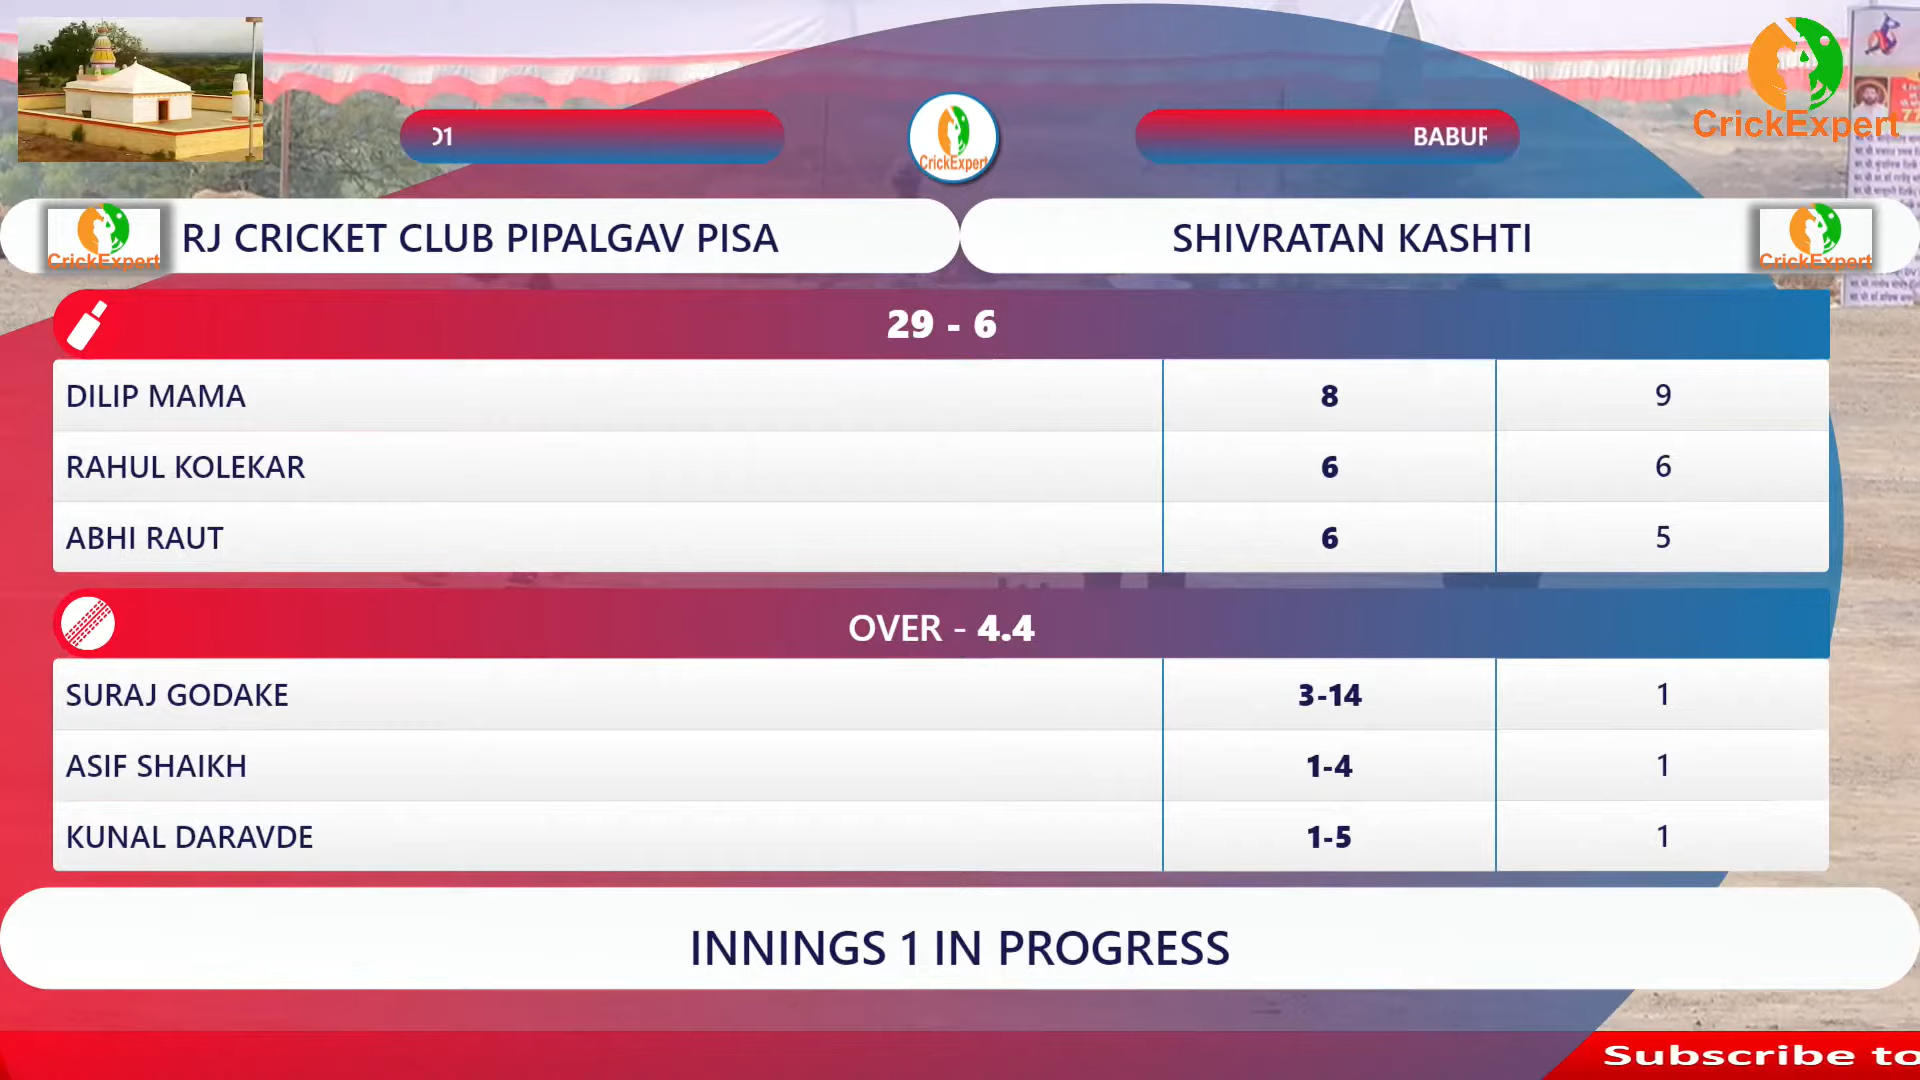 CrickExpert
01
CrickExpert
BABUR
CrickExpert
RJ CRICKET CLUB PIPALGAV PISA
SHIVRATAN KASHTI
CrickExpert
29 - 6
DILIP MAMA 8 9
RAHUL KOLEKAR 6 6
ABHI RAUT 6 5
OVER - 4.4
SURAJ GODAKE 3-14 1
ASIF SHAIKH 1-4 1
KUNAL DARAVDE 1-5 1
INNINGS 1 IN PROGRESS
Subscribe to